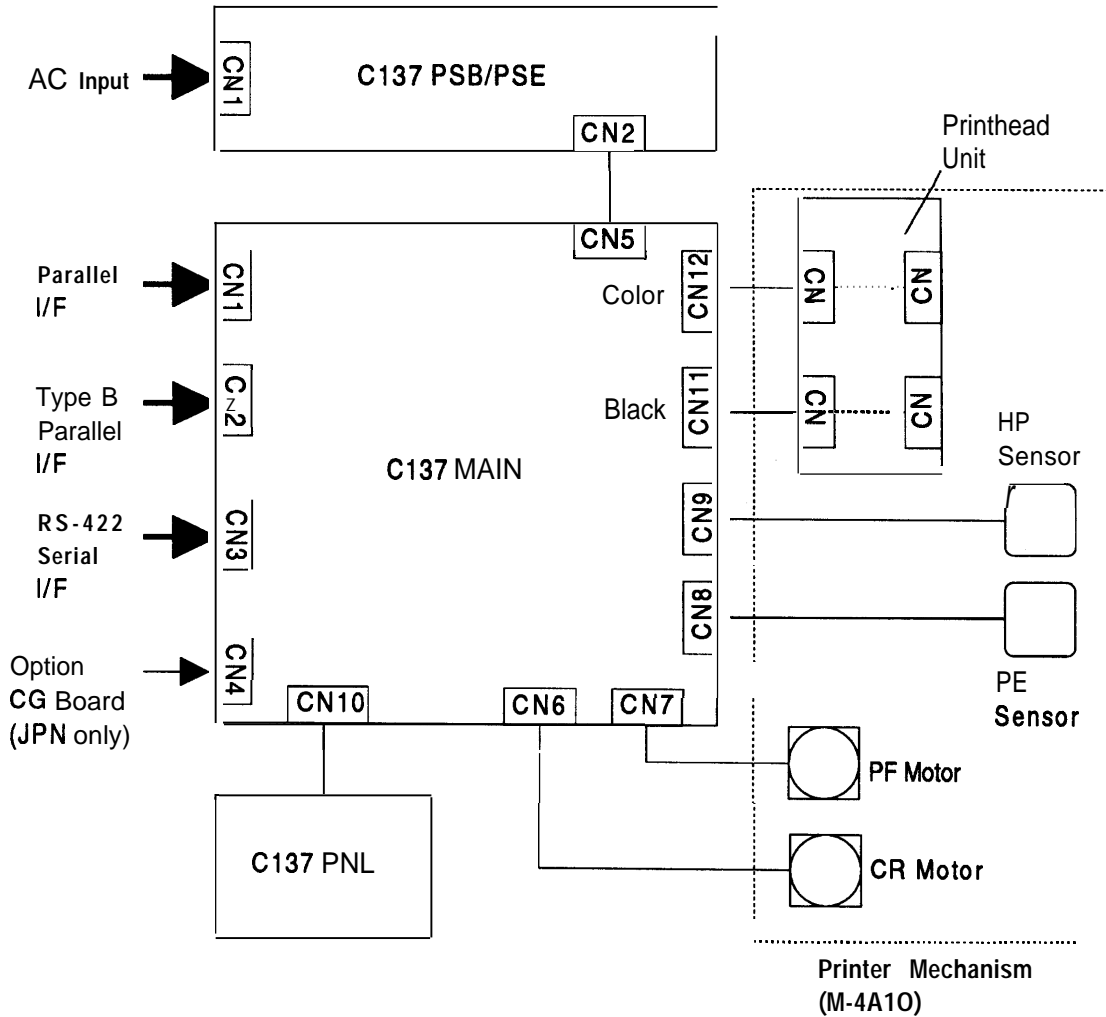 AC Input
CN1
C137 PSB/PSE
CN2
Printhead
Unit
CN5
Parallel
I/F
CN1
Color
CN12
CN
CN
Type B
Parallel
I/F
CZ2
Black
CN11
CN
CN
HP
Sensor
C137 MAIN
RS-422
Serial
I/F
CN3
CN9
CN8
Option
CG Board
(JPN only)
CN4
CN10
CN6
CN7
PE
Sensor
PF Motor
C137 PNL
CR Motor
Printer Mechanism
(M-4A1O)